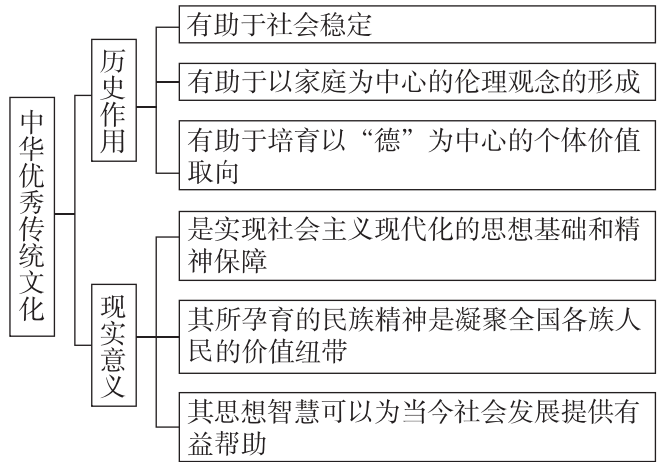 中华优秀传统文化
历史作用
有助于社会稳定
有助于以家庭为中心的伦理观念的形成
有助于培育以“德”为中心的个体价值
取向
现实意义
是实现社会主义现代化的思想基础和精
神保障
其所孕育的民族精神是凝聚全国各族人
民的价值纽带
其思想智慧可以为当今社会发展提供有
益帮助